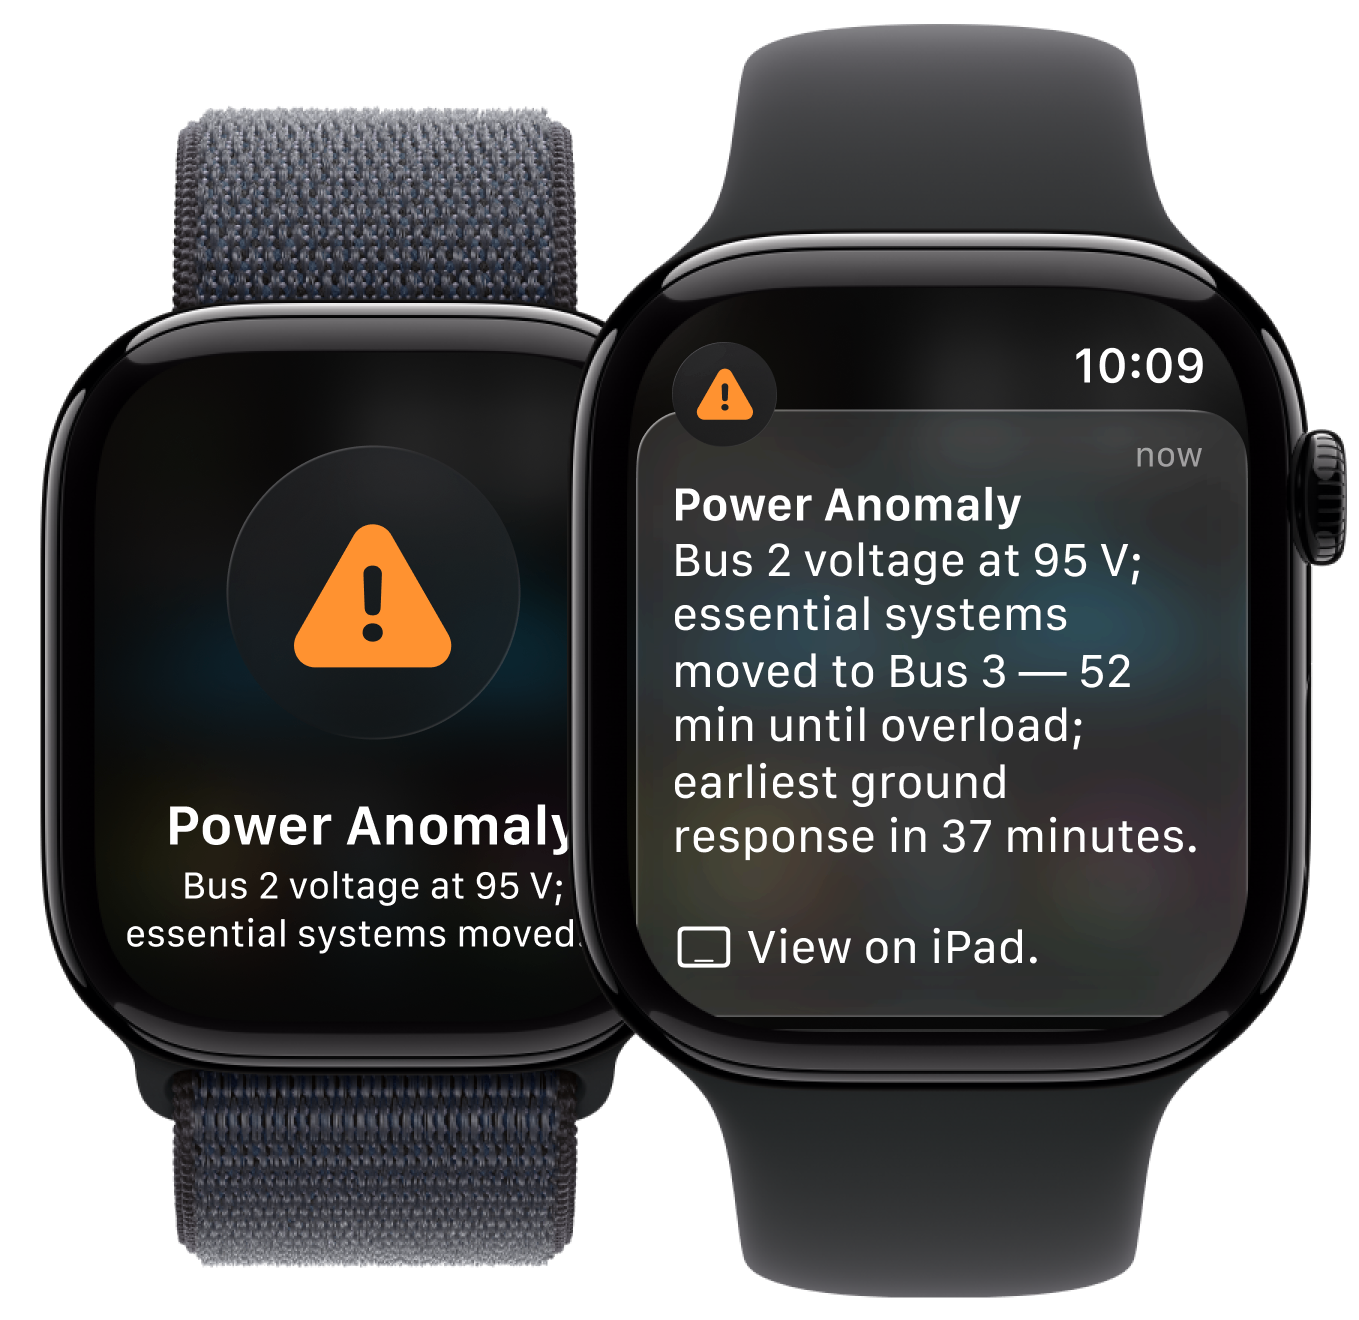 Power Anomaly
Bus 2 voltage at 95 V;
essential systems moved.
10:09
now
Power Anomaly
Bus 2 voltage at 95 V;
essential systems
moved to Bus 3 — 52
min until overload;
earliest ground
response in 37 minutes.
View on iPad.